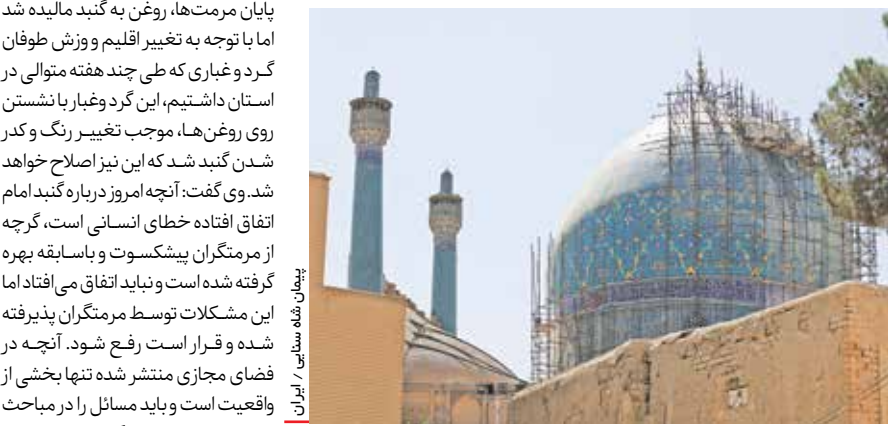 پایان مرمت‌ها، روغن به گنبد مالیده شد
اما با توجه به تغییر اقلیم و وزش طوفان
گرد و غباری که طی چند هفته متوالی در
استان داشتیم، این گرد وغبار با نشستن
روی روغن‌ها، موجب تغییر رنگ و کدر
شدن گنبد شد که این نیز اصلاح خواهد
شد. وی گفت: آنچه امروز درباره گنبد امام
اتفاق افتاده خطای انسانی است، گرچه
از مرمتگران پیشکسوت و باسابقه بهره
گرفته شده است و نباید اتفاق می‌افتاد اما
این مشکلات توسط مرمتگران پذیرفته
شده و قرار است رفع شود. آنچه در
فضای مجازی منتشر شده تنها بخشی از
واقعیت است و باید مسائل را در مباحث
پیمان شاه سنایی / ایران